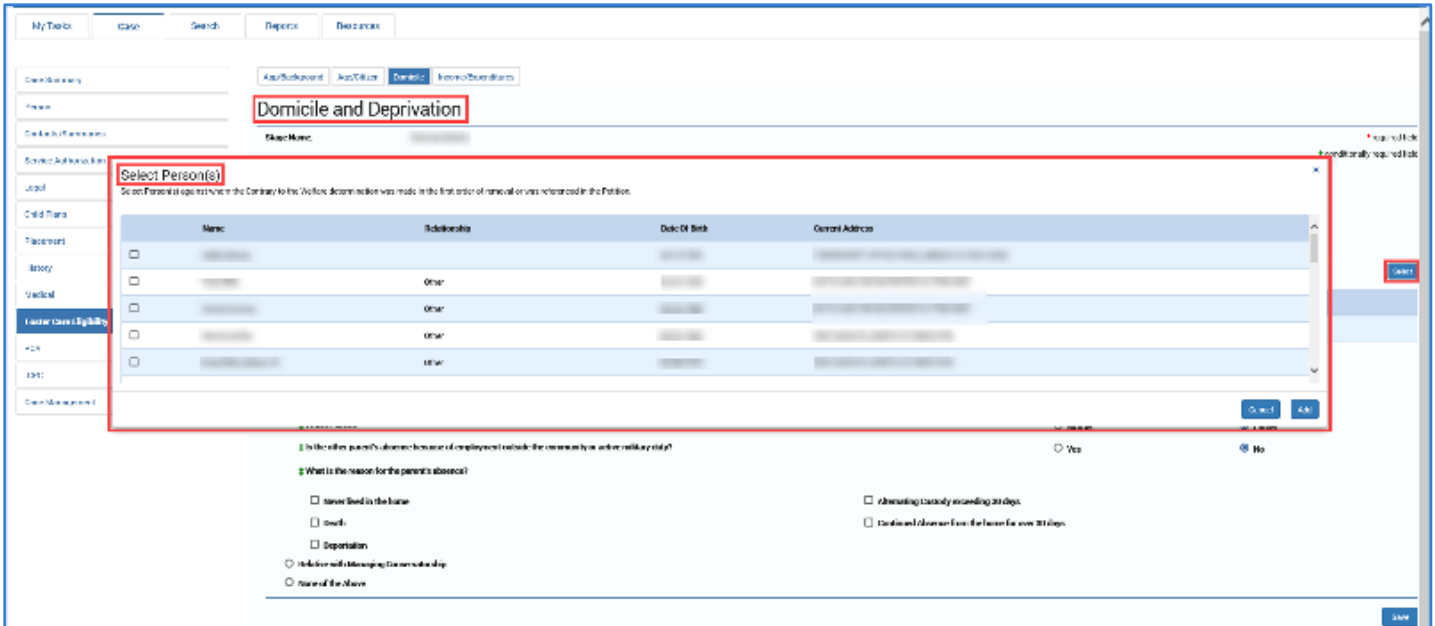 My Tasks Case Search Reports Resources
Case Summary
App/Background Age/Citizen Domicile Income/Expenditures
Person
Domicile and Deprivation
Contacts/Summaries
Stage Name:
* required field
Service Authorization
‡ conditionally required field
Select Person(s)
×
Legal
Select Person(s) against whom the Contrary to the Welfare determination was made in the first order of removal or was referenced in the Petition.
Child Plans
Name Relationship Date Of Birth Current Address
Placement
History
Select
Other
Medical
Other
Foster Care Eligibility
Other
PCA
Other
ICPC
Case Management
Cancel Add
‡ Is the other parent's absence because of employment outside the community or active military duty?
Yes No
‡ What is the reason for the parent's absence?
Never lived in the home Alternating Custody exceeding 30 days
Death Continued Absence from the home for over 30 days
Deportation
Relative with Managing Conservatorship
None of the Above
Save